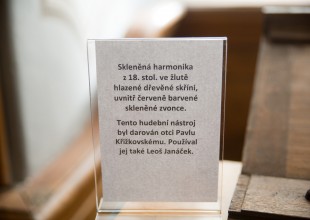 Skleněná harmonika
z 18. stol. ve žlutě
hlazené dřevěné skříni,
uvnitř červeně barvené
skleněné zvonce.
Tento hudební nástroj
byl darován otci Pavlu
Křížkovskému. Používal
jej také Leoš Janáček.